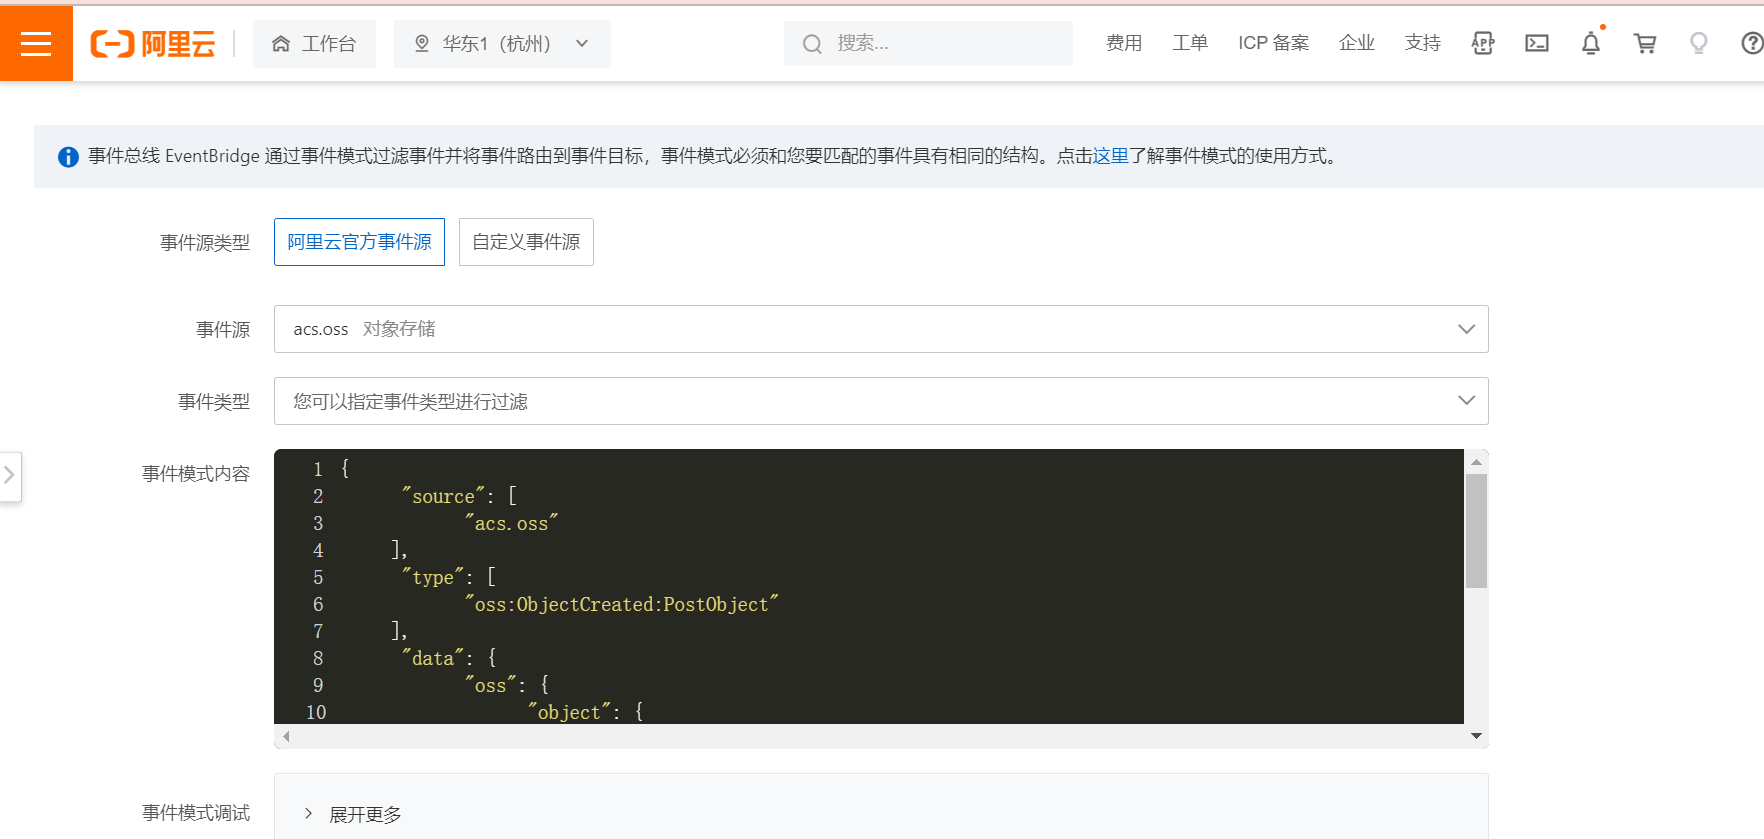 阿里云 工作台 华东1（杭州） 搜索... 费用 工单 ICP 备案 企业 支持 APP
事件总线 EventBridge 通过事件模式过滤事件并将事件路由到事件目标，事件模式必须和您要匹配的事件具有相同的结构。点击这里了解事件模式的使用方式。
事件源类型 阿里云官方事件源 自定义事件源
事件源 acs.oss 对象存储
事件类型 您可以指定事件类型进行过滤
事件模式内容
1 {
2 "source": [
3 "acs.oss"
4 ],
5 "type": [
6 "oss:ObjectCreated:PostObject"
7 ],
8 "data": {
9 "oss": {
10 "object": {
事件模式调试 展开更多